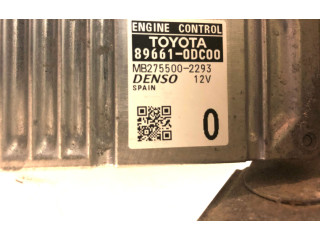 ENGINE CONTROL
TOYOTA
89661-0DC00
MB275500-2293
DENSO 12V
SPAIN
0